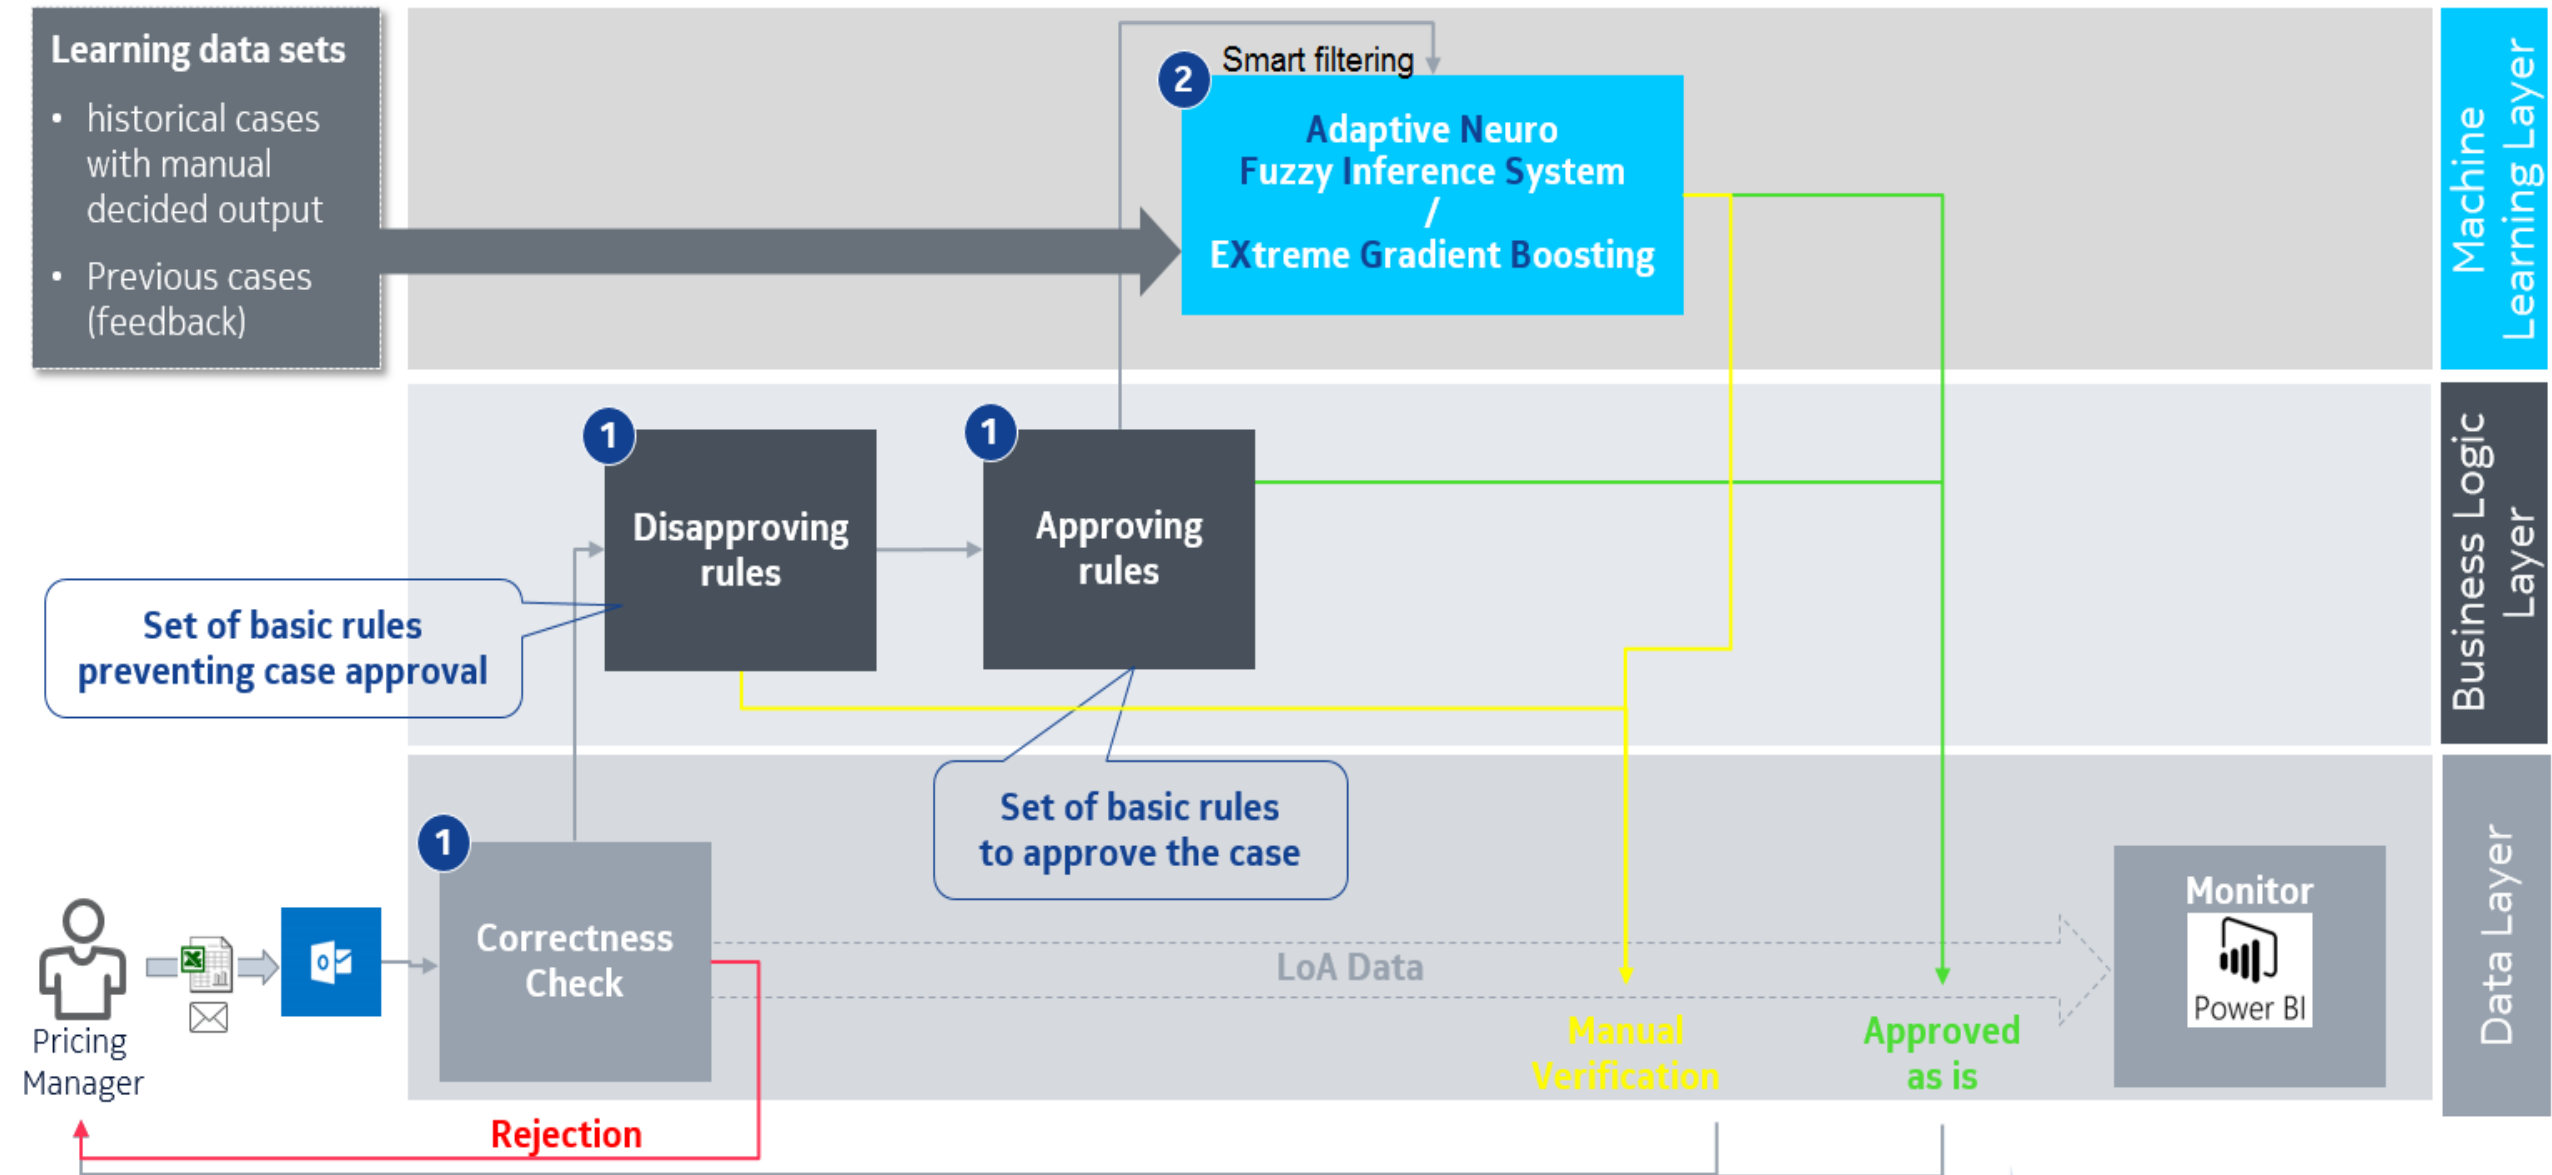 Learning data sets
• historical cases
with manual
decided output
• Previous cases
(feedback)
Smart filtering
2
Adaptive Neuro
Fuzzy Inference System
/
EXtreme Gradient Boosting
Machine
Learning Layer
1
Disapproving
rules
1
Approving
rules
Business Logic
Layer
Set of basic rules
preventing case approval
Set of basic rules
to approve the case
1
Correctness
Check
LoA Data
Manual
Verification
Approved
as is
Monitor
Power BI
Data Layer
Pricing
Manager
Rejection